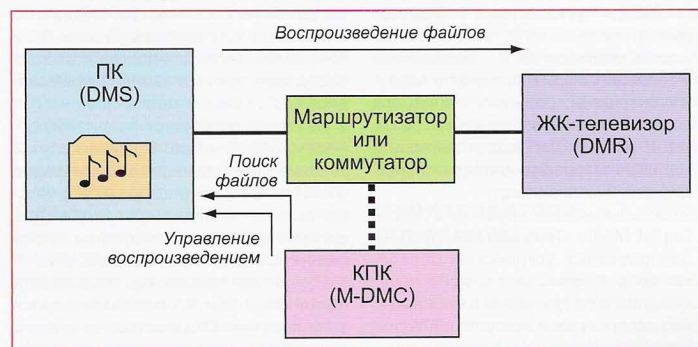 Воспроизведение файлов
ПК
(DMS)
Маршрутизатор
или
коммутатор
ЖК-телевизор
(DMR)
Поиск
файлов
Управление
воспроизведением
КПК
(M-DMC)